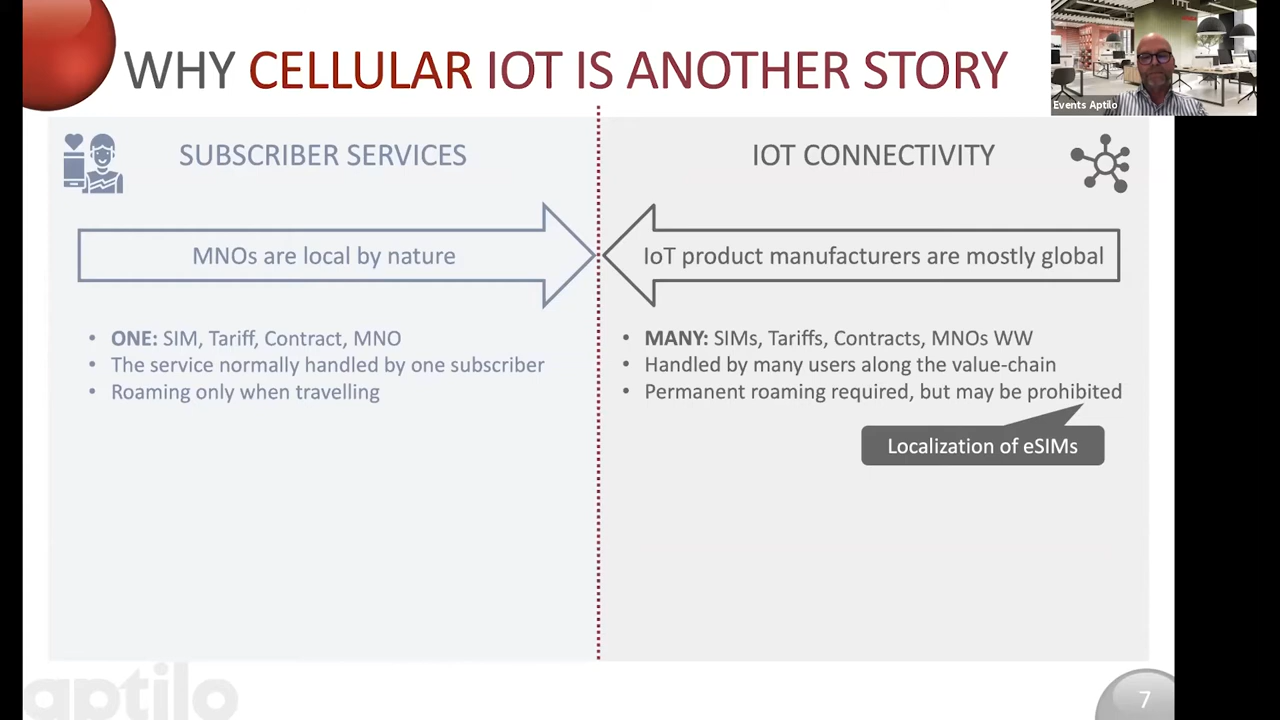 WHY CELLULAR IOT IS ANOTHER STORY
Events Aptilo
SUBSCRIBER SERVICES
MNOs are local by nature
• ONE: SIM, Tariff, Contract, MNO
• The service normally handled by one subscriber
• Roaming only when travelling
IOT CONNECTIVITY
IoT product manufacturers are mostly global
• MANY: SIMs, Tariffs, Contracts, MNOs WW
• Handled by many users along the value-chain
• Permanent roaming required, but may be prohibited
Localization of eSIMs
aptilo
7